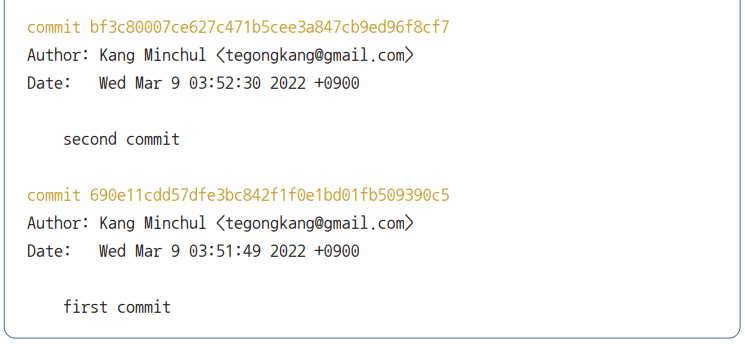 commit bf3c80007ce627c471b5cee3a847cb9ed96f8cf7
Author: Kang Minchul <tegongkang@gmail.com>
Date:   Wed Mar 9 03:52:30 2022 +0900
second commit
commit 690e11cdd57dfe3bc842f1f0e1bd01fb509390c5
Author: Kang Minchul <tegongkang@gmail.com>
Date:   Wed Mar 9 03:51:49 2022 +0900
first commit